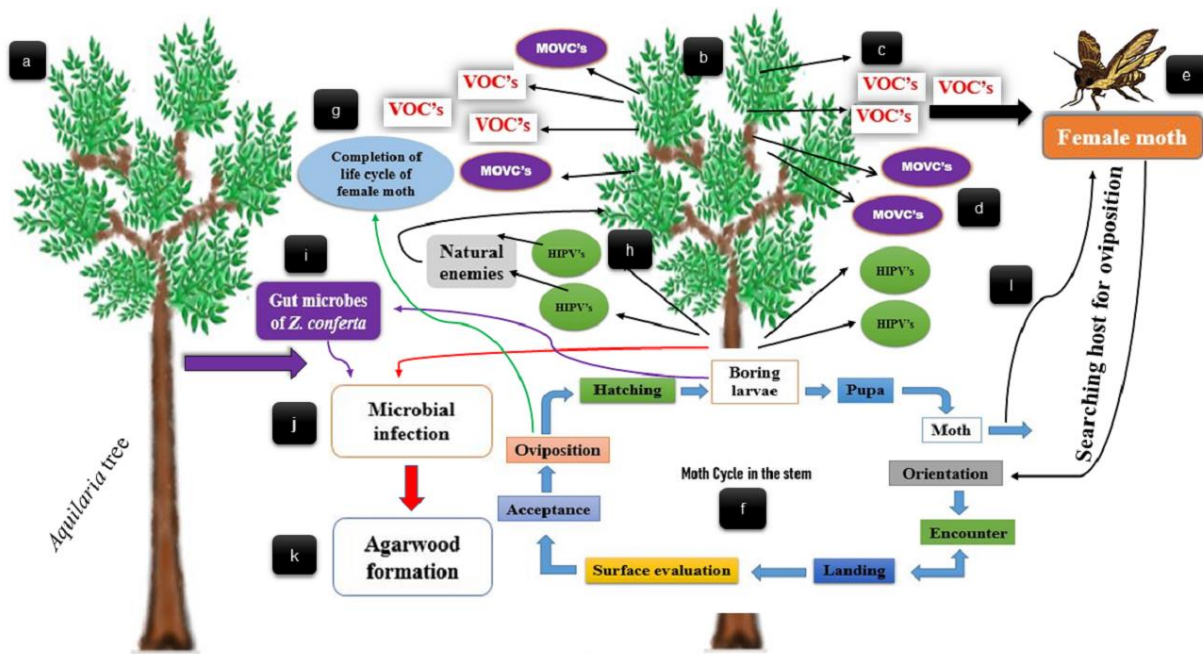 a
MOVC's
b
c
VOC's
VOC's
VOC's
VOC's
e
g
VOC's
VOC's
Female moth
Completion of
life cycle of
female moth
MOVC's
MOVC's
MOVC's
d
i
Natural
enemies
HIPV's
h
HIPV's
HIPV's
HIPV's
l
Gut microbes
of Z. conferta
Searching host for oviposition
Hatching
Boring
larvae
Pupa
j
Microbial
infection
Moth
Oviposition
Moth Cycle in the stem
Orientation
Aquilaria tree
Acceptance
f
Encounter
k
Agarwood
formation
Surface evaluation
Landing